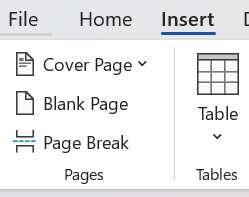 File Home Insert
Cover Page
Blank Page
Page Break
Pages
Table
Tables